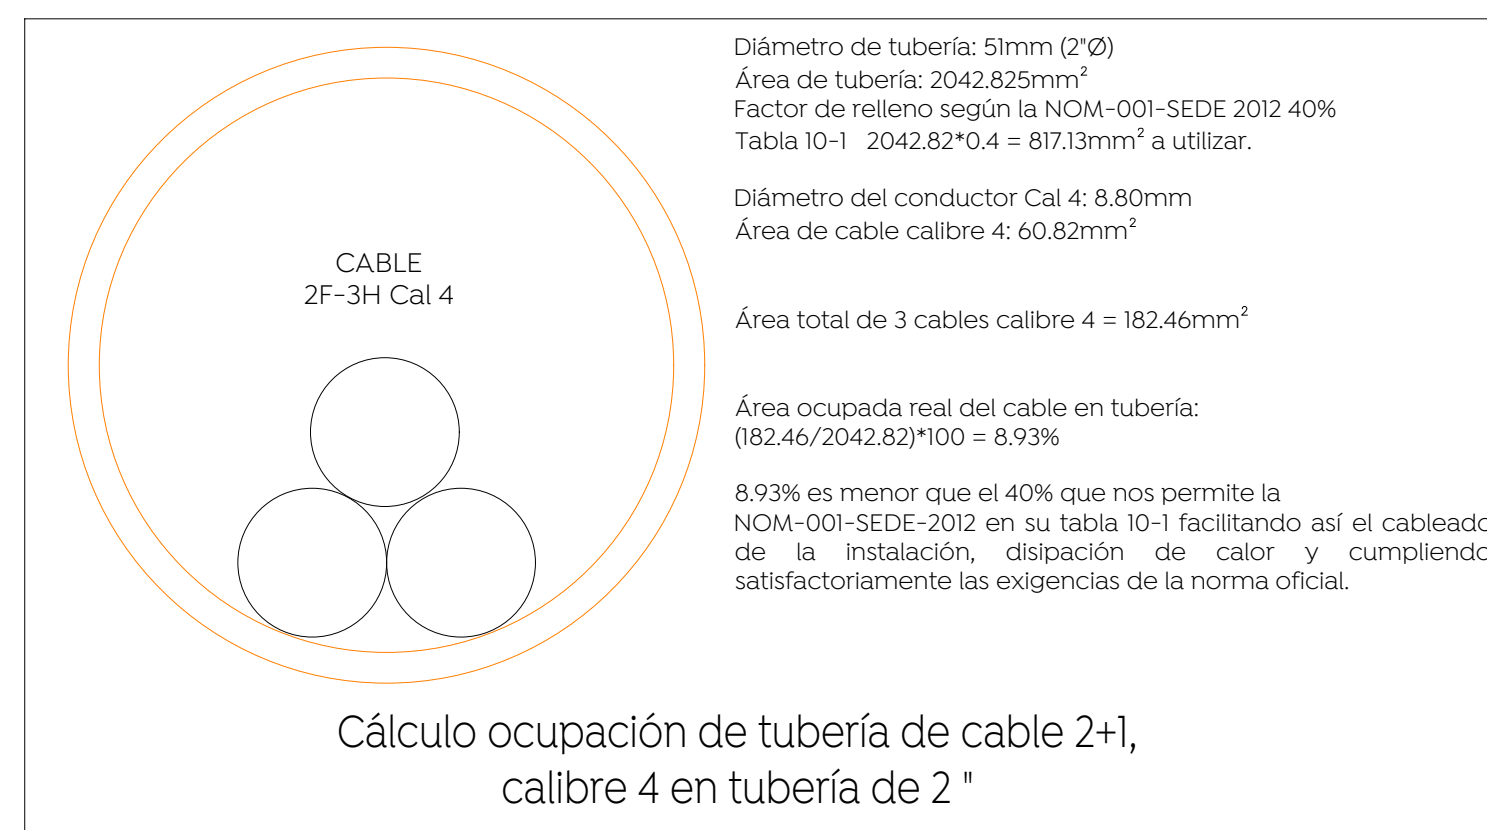 Diámetro de tubería: 51mm (2"Ø)
Área de tubería: 2042.825mm²
Factor de relleno según la NOM-001-SEDE 2012 40%
Tabla 10-1   2042.82*0.4 = 817.13mm² a utilizar.
Diámetro del conductor Cal 4: 8.80mm
Área de cable calibre 4: 60.82mm²
CABLE
2F-3H Cal 4
Área total de 3 cables calibre 4 = 182.46mm²
Área ocupada real del cable en tubería:
(182.46/2042.82)*100 = 8.93%
8.93% es menor que el 40% que nos permite la
NOM-001-SEDE-2012 en su tabla 10-1 facilitando así el cableado
de la instalación, disipación de calor y cumpliendo
satisfactoriamente las exigencias de la norma oficial.
Cálculo ocupación de tubería de cable 2+1,
calibre 4 en tubería de 2 "